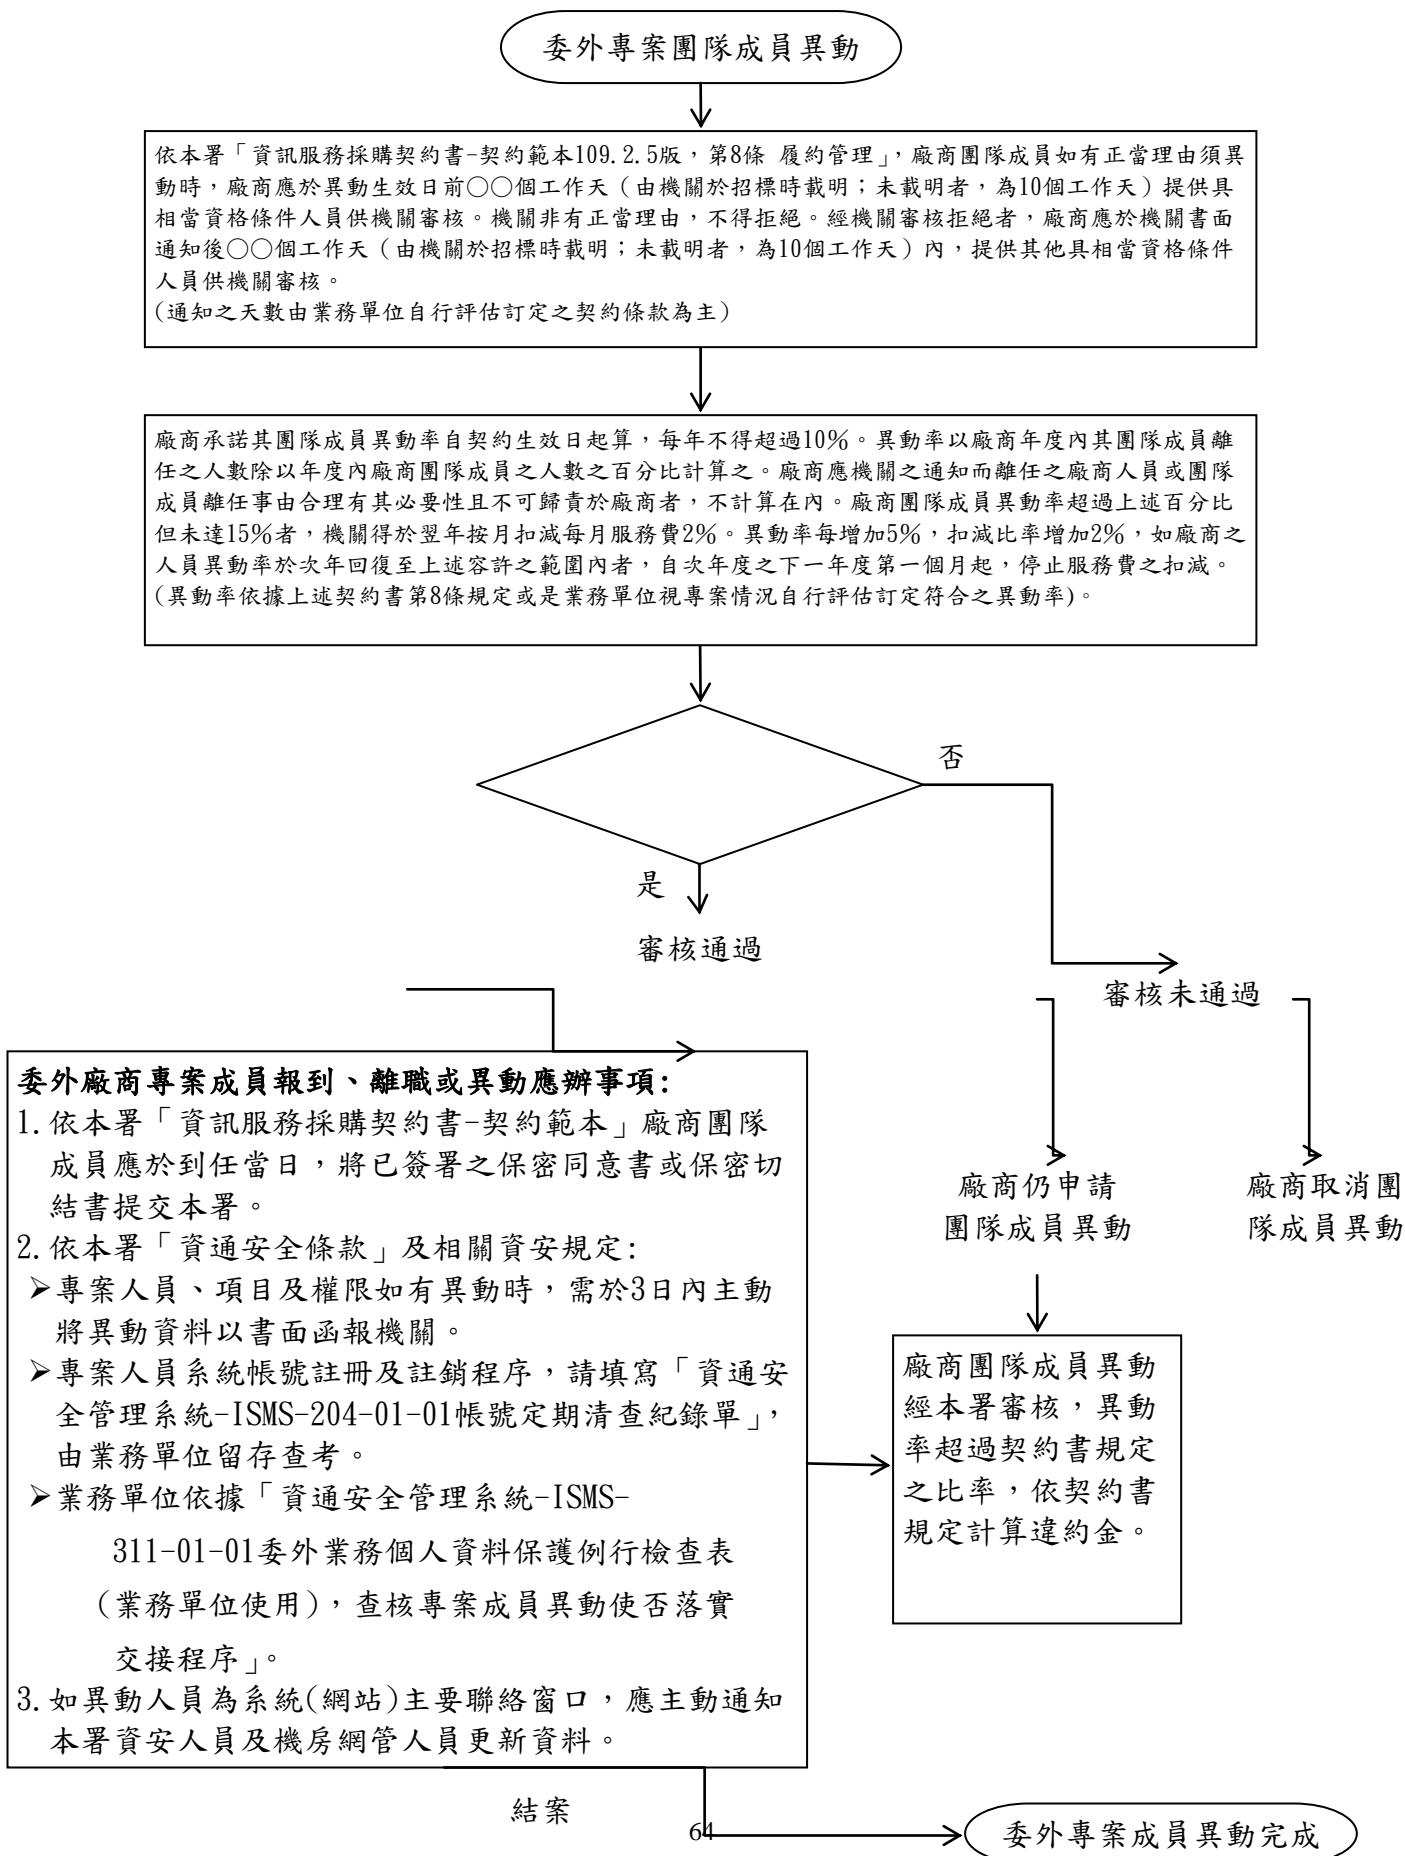 委外專案團隊成員異動
依本署「資訊服務採購契約書-契約範本109.2.5版，第8條 履約管理」，廠商團隊成員如有正當理由須異
動時，廠商應於異動生效日前○○個工作天（由機關於招標時載明；未載明者，為10個工作天）提供具
相當資格條件人員供機關審核。機關非有正當理由，不得拒絕。經機關審核拒絕者，廠商應於機關書面
通知後○○個工作天（由機關於招標時載明；未載明者，為10個工作天）內，提供其他具相當資格條件
人員供機關審核。
(通知之天數由業務單位自行評估訂定之契約條款為主)
廠商承諾其團隊成員異動率自契約生效日起算，每年不得超過10%。異動率以廠商年度內其團隊成員離
任之人數除以年度內廠商團隊成員之人數之百分比計算之。廠商應機關之通知而離任之廠商人員或團隊
成員離任事由合理有其必要性且不可歸責於廠商者，不計算在內。廠商團隊成員異動率超過上述百分比
但未達15%者，機關得於翌年按月扣減每月服務費2%。異動率每增加5%，扣減比率增加2%，如廠商之
人員異動率於次年回復至上述容許之範圍內者，自次年度之下一年度第一個月起，停止服務費之扣減。
(異動率依據上述契約書第8條規定或是業務單位視專案情況自行評估訂定符合之異動率)。
否
是
審核通過
審核未通過
委外廠商專案成員報到、離職或異動應辦事項:
1.依本署「資訊服務採購契約書-契約範本」廠商團隊
成員應於到任當日，將已簽署之保密同意書或保密切
結書提交本署。
2.依本署「資通安全條款」及相關資安規定:
➢專案人員、項目及權限如有異動時，需於3日內主動
將異動資料以書面函報機關。
➢專案人員系統帳號註冊及註銷程序，請填寫「資通安
全管理系統-ISMS-204-01-01帳號定期清查紀錄單」，
由業務單位留存查考。
➢業務單位依據「資通安全管理系統-ISMS-
311-01-01委外業務個人資料保護例行檢查表
(業務單位使用)，查核專案成員異動使否落實
交接程序」。
3.如異動人員為系統(網站)主要聯絡窗口，應主動通知
本署資安人員及機房網管人員更新資料。
廠商仍申請
團隊成員異動
廠商取消團
隊成員異動
廠商團隊成員異動
經本署審核，異動
率超過契約書規定
之比率，依契約書
規定計算違約金。
結案
64
委外專案成員異動完成